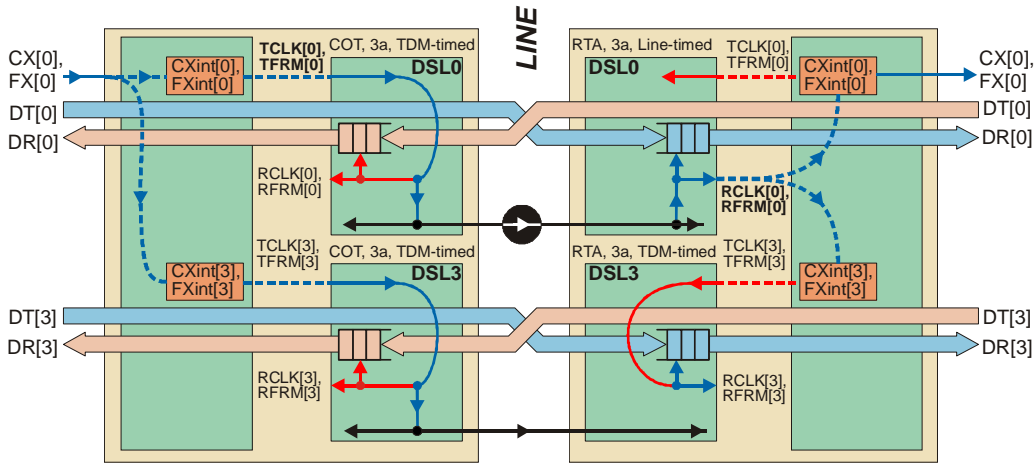 LINE
CX[0],
FX[0]
DT[0]
DR[0]
CXint[0],
FXint[0]
TCLK[0],
TFRM[0]
COT, 3a, TDM-timed
DSL0
RCLK[0],
RFRM[0]
RTA, 3a, Line-timed
DSL0
TCLK[0],
TFRM[0]
CXint[0],
FXint[0]
CX[0],
FX[0]
DT[0]
DR[0]
RCLK[0],
RFRM[0]
CXint[3],
FXint[3]
TCLK[3],
TFRM[3]
COT, 3a, TDM-timed
DSL3
DT[3]
DR[3]
RCLK[3],
RFRM[3]
RTA, 3a, TDM-timed
DSL3
TCLK[3],
TFRM[3]
CXint[3],
FXint[3]
DT[3]
DR[3]
RCLK[3],
RFRM[3]